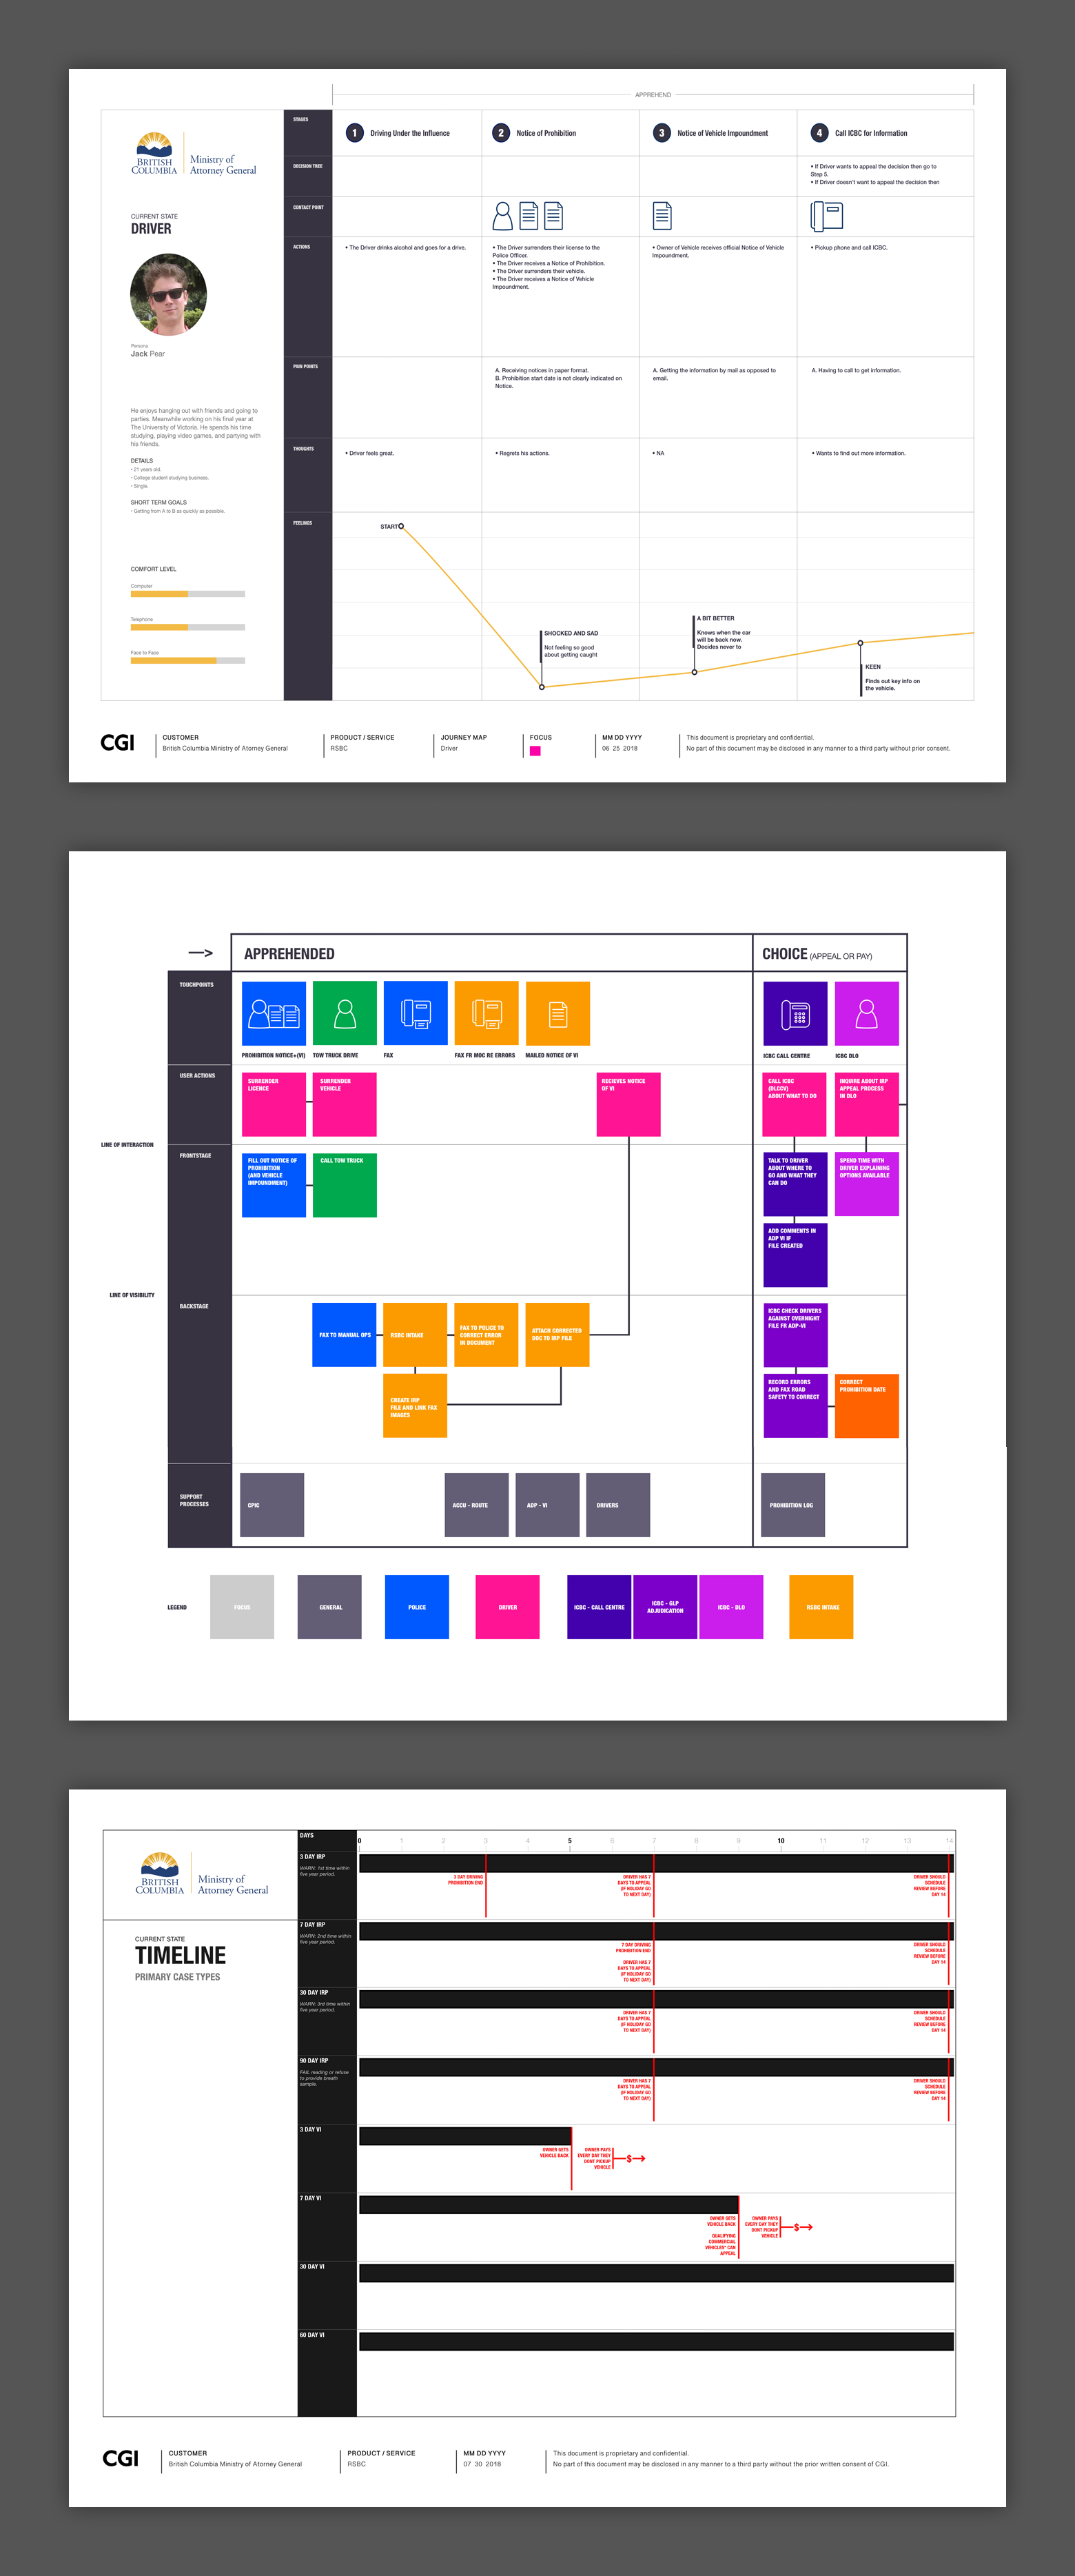 APPREHEND
BRITISH
COLUMBIA
Ministry of
Attorney General
CURRENT STATE
DRIVER
Persona
Jack Pear
He enjoys hanging out with friends and going to
parties. Meanwhile working on his final year at
The University of Victoria. He spends his time
studying, playing video games, and partying with
his friends.
DETAILS
• 21 years old.
• College student studying business.
• Single.
SHORT TERM GOALS
• Getting from A to B as quickly as possible.
COMFORT LEVEL
Computer
Telephone
Face to Face
STAGES
1 Driving Under the Influence
2 Notice of Prohibition
3 Notice of Vehicle Impoundment
4 Call ICBC for Information
DECISION TREE
• If Driver wants to appeal the decision then go to
Step 5.
• If Driver doesn't want to appeal the decision then
CONTACT POINT
ACTIONS
• The Driver drinks alcohol and goes for a drive.
• The Driver surrenders their license to the
Police Officer.
• The Driver receives a Notice of Prohibition.
• The Driver surrenders their vehicle.
• The Driver receives a Notice of Vehicle
Impoundment.
• Owner of Vehicle receives official Notice of Vehicle
Impoundment.
• Pickup phone and call ICBC.
PAIN POINTS
A. Receiving notices in paper format.
B. Prohibition start date is not clearly indicated on
Notice.
A. Getting the information by mail as opposed to
email.
A. Having to call to get information.
THOUGHTS
• Driver feels great.
• Regrets his actions.
• NA
• Wants to find out more information.
FEELINGS
START
SHOCKED AND SAD
Not feeling so good
about getting caught
A BIT BETTER
Knows when the car
will be back now.
Decides never to
KEEN
Finds out key info on
the vehicle.
CGI
CUSTOMER
British Columbia Ministry of Attorney General
PRODUCT / SERVICE
RSBC
JOURNEY MAP
Driver
FOCUS
MM DD YYYY
06 25 2018
This document is proprietary and confidential.
No part of this document may be disclosed in any manner to a third party without prior consent.
APPREHENDED
CHOICE (APPEAL OR PAY)
TOUCHPOINTS
PROHIBITION NOTICE+(VI)
TOW TRUCK DRIVE
FAX
FAX FR MOC RE ERRORS
MAILED NOTICE OF VI
ICBC CALL CENTRE
ICBC DLO
USER ACTIONS
SURRENDER
LICENCE
SURRENDER
VEHICLE
RECIEVES NOTICE
OF VI
CALL ICBC
(DLCCV)
ABOUT WHAT TO DO
INQUIRE ABOUT IRP
APPEAL PROCESS
IN DLO
LINE OF INTERACTION
FRONTSTAGE
FILL OUT NOTICE OF
PROHIBITION
(AND VEHICLE
IMPOUNDMENT)
CALL TOW TRUCK
TALK TO DRIVER
ABOUT WHERE TO
GO AND WHAT THEY
CAN DO
SPEND TIME WITH
DRIVER EXPLAINING
OPTIONS AVAILABLE
ADD COMMENTS IN
ADP VI IF
FILE CREATED
LINE OF VISIBILITY
BACKSTAGE
FAX TO MANUAL OPS
RSBC INTAKE
FAX TO POLICE TO
CORRECT ERROR
IN DOCUMENT
ATTACH CORRECTED
DOC TO IRP FILE
CREATE IRP
FILE AND LINK FAX
IMAGES
ICBC CHECK DRIVERS
AGAINST OVERNIGHT
FILE FR ADP-VI
RECORD ERRORS
AND FAX ROAD
SAFETY TO CORRECT
CORRECT
PROHIBITION DATE
SUPPORT
PROCESSES
CPIC
ACCU - ROUTE
ADP - VI
DRIVERS
PROHIBITION LOG
LEGEND
FOCUS
GENERAL
POLICE
DRIVER
ICBC - CALL CENTRE
ICBC - GLP
ADJUDICATION
ICBC - DLO
RSBC INTAKE
BRITISH
COLUMBIA
Ministry of
Attorney General
CURRENT STATE
TIMELINE
PRIMARY CASE TYPES
DAYS
0 1 2 3 4 5 6 7 8 9 10 11 12 13 14
3 DAY IRP
WARN: 1st time within
five year period.
3 DAY DRIVING
PROHIBITION END
DRIVER HAS 7
DAYS TO APPEAL
(IF HOLIDAY GO
TO NEXT DAY)
DRIVER SHOULD
SCHEDULE
REVIEW BEFORE
DAY 14
7 DAY IRP
WARN: 2nd time within
five year period.
7 DAY DRIVING
PROHIBITION END
DRIVER HAS 7
DAYS TO APPEAL
(IF HOLIDAY GO
TO NEXT DAY)
DRIVER SHOULD
SCHEDULE
REVIEW BEFORE
DAY 14
30 DAY IRP
WARN: 3rd time within
five year period.
DRIVER HAS 7
DAYS TO APPEAL
(IF HOLIDAY GO
TO NEXT DAY)
DRIVER SHOULD
SCHEDULE
REVIEW BEFORE
DAY 14
90 DAY IRP
FAIL, reading or refuse
to provide breath
sample.
DRIVER HAS 7
DAYS TO APPEAL
(IF HOLIDAY GO
TO NEXT DAY)
DRIVER SHOULD
SCHEDULE
REVIEW BEFORE
DAY 14
3 DAY VI
OWNER GETS
VEHICLE BACK
OWNER PAYS
EVERY DAY THEY
DONT PICKUP
VEHICLE
$
7 DAY VI
OWNER GETS
VEHICLE BACK
QUALIFYING
COMMERCIAL
VEHICLES* CAN
APPEAL
OWNER PAYS
EVERY DAY THEY
DONT PICKUP
VEHICLE
$
30 DAY VI
60 DAY VI
CGI
CUSTOMER
British Columbia Ministry of Attorney General
PRODUCT / SERVICE
RSBC
MM DD YYYY
07 30 2018
This document is proprietary and confidential.
No part of this document may be disclosed in any manner to a third party without the prior written consent of CGI.